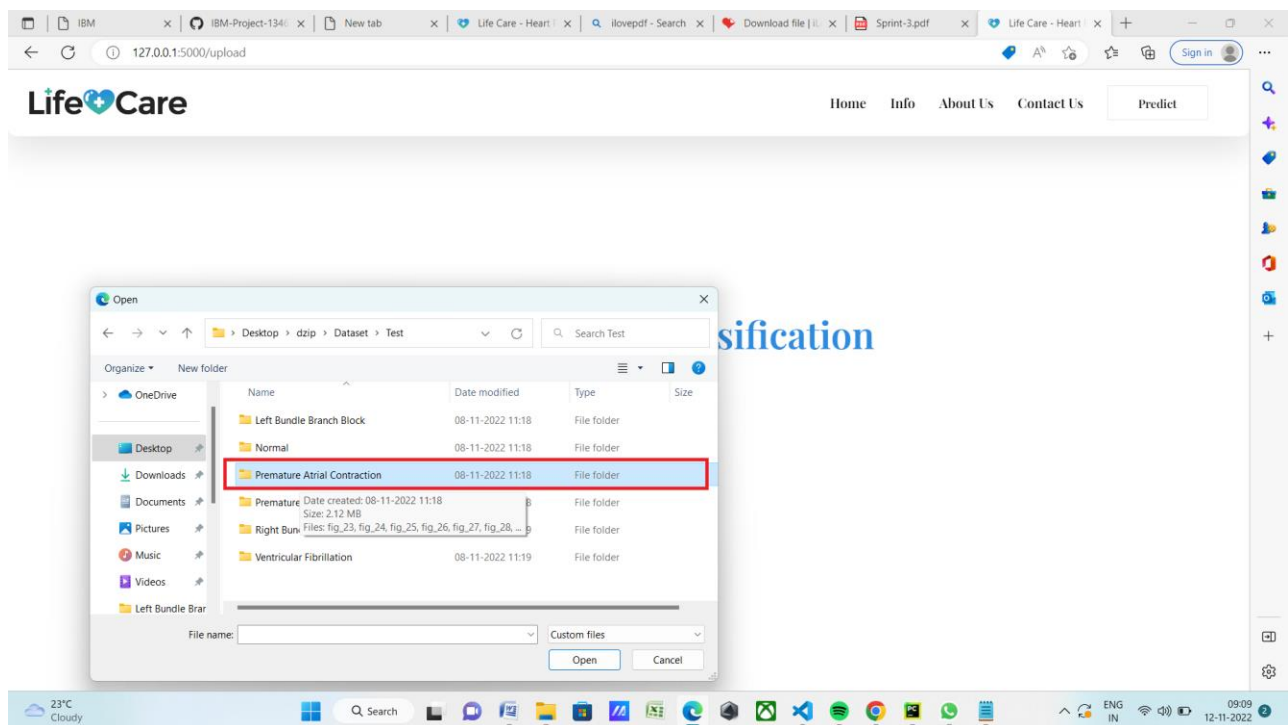 IBM
IBM-Project-1346
New tab
Life Care - Heart
ilovepdf - Search
Download file | iL
Sprint-3.pdf
Life Care - Heart
127.0.0.1:5000/upload
Sign in
Life Care
Home Info About Us Contact Us Predict
sification
Open
Desktop > dzip > Dataset > Test
Search Test
Organize New folder
Name Date modified Type Size
OneDrive
Desktop
Downloads
Documents
Pictures
Music
Videos
Left Bundle Brar
Left Bundle Branch Block 08-11-2022 11:18 File folder
Normal 08-11-2022 11:18 File folder
Premature Atrial Contraction 08-11-2022 11:18 File folder
Premature 8 File folder
Right Bun 9 File folder
Ventricular Fibrillation 08-11-2022 11:19 File folder
Date created: 08-11-2022 11:18
Size: 2.12 MB
Files: fig_23, fig_24, fig_25, fig_26, fig_27, fig_28, ...
File name: Custom files
Open Cancel
23°C
Cloudy
Search
ENG
IN
09:09
12-11-2022
2